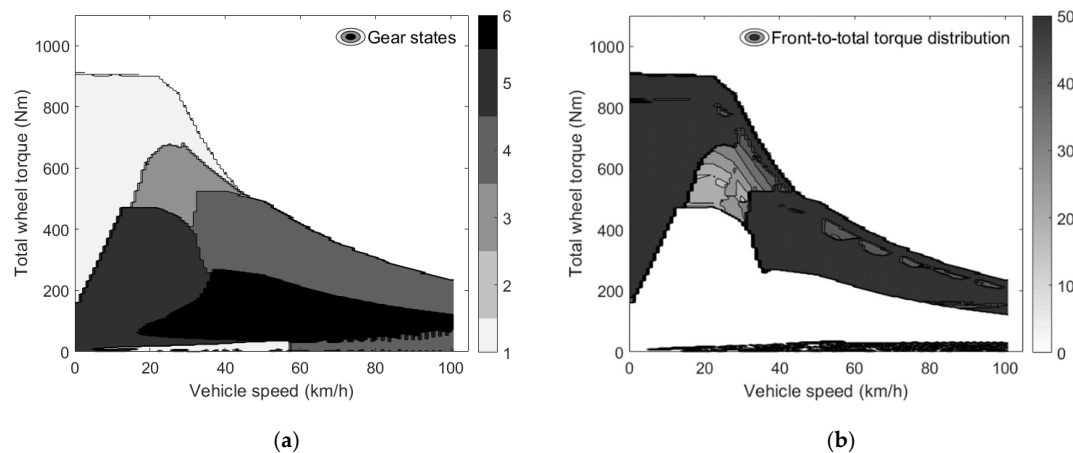 Gear states
Total wheel torque (Nm)
1000
800
600
400
200
0
0 20 40 60 80 100
Vehicle speed (km/h)
6
5
4
3
2
1
(a)
Front-to-total torque distribution
Total wheel torque (Nm)
1000
800
600
400
200
0
0 20 40 60 80 100
Vehicle speed (km/h)
50
40
30
20
10
0
(b)